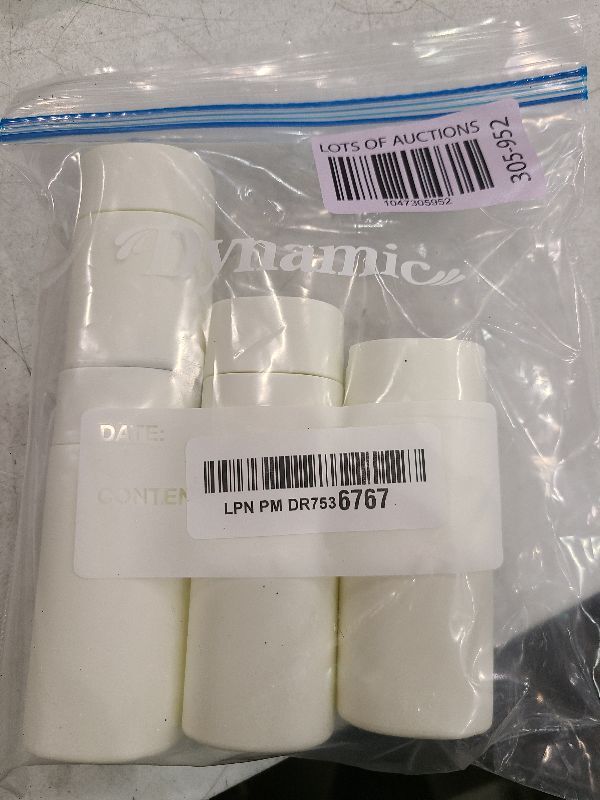 LOTS OF AUCTIONS
305-952
1047305952
Dynamic
DATE:
CONTEN
LPN PM DR7536767